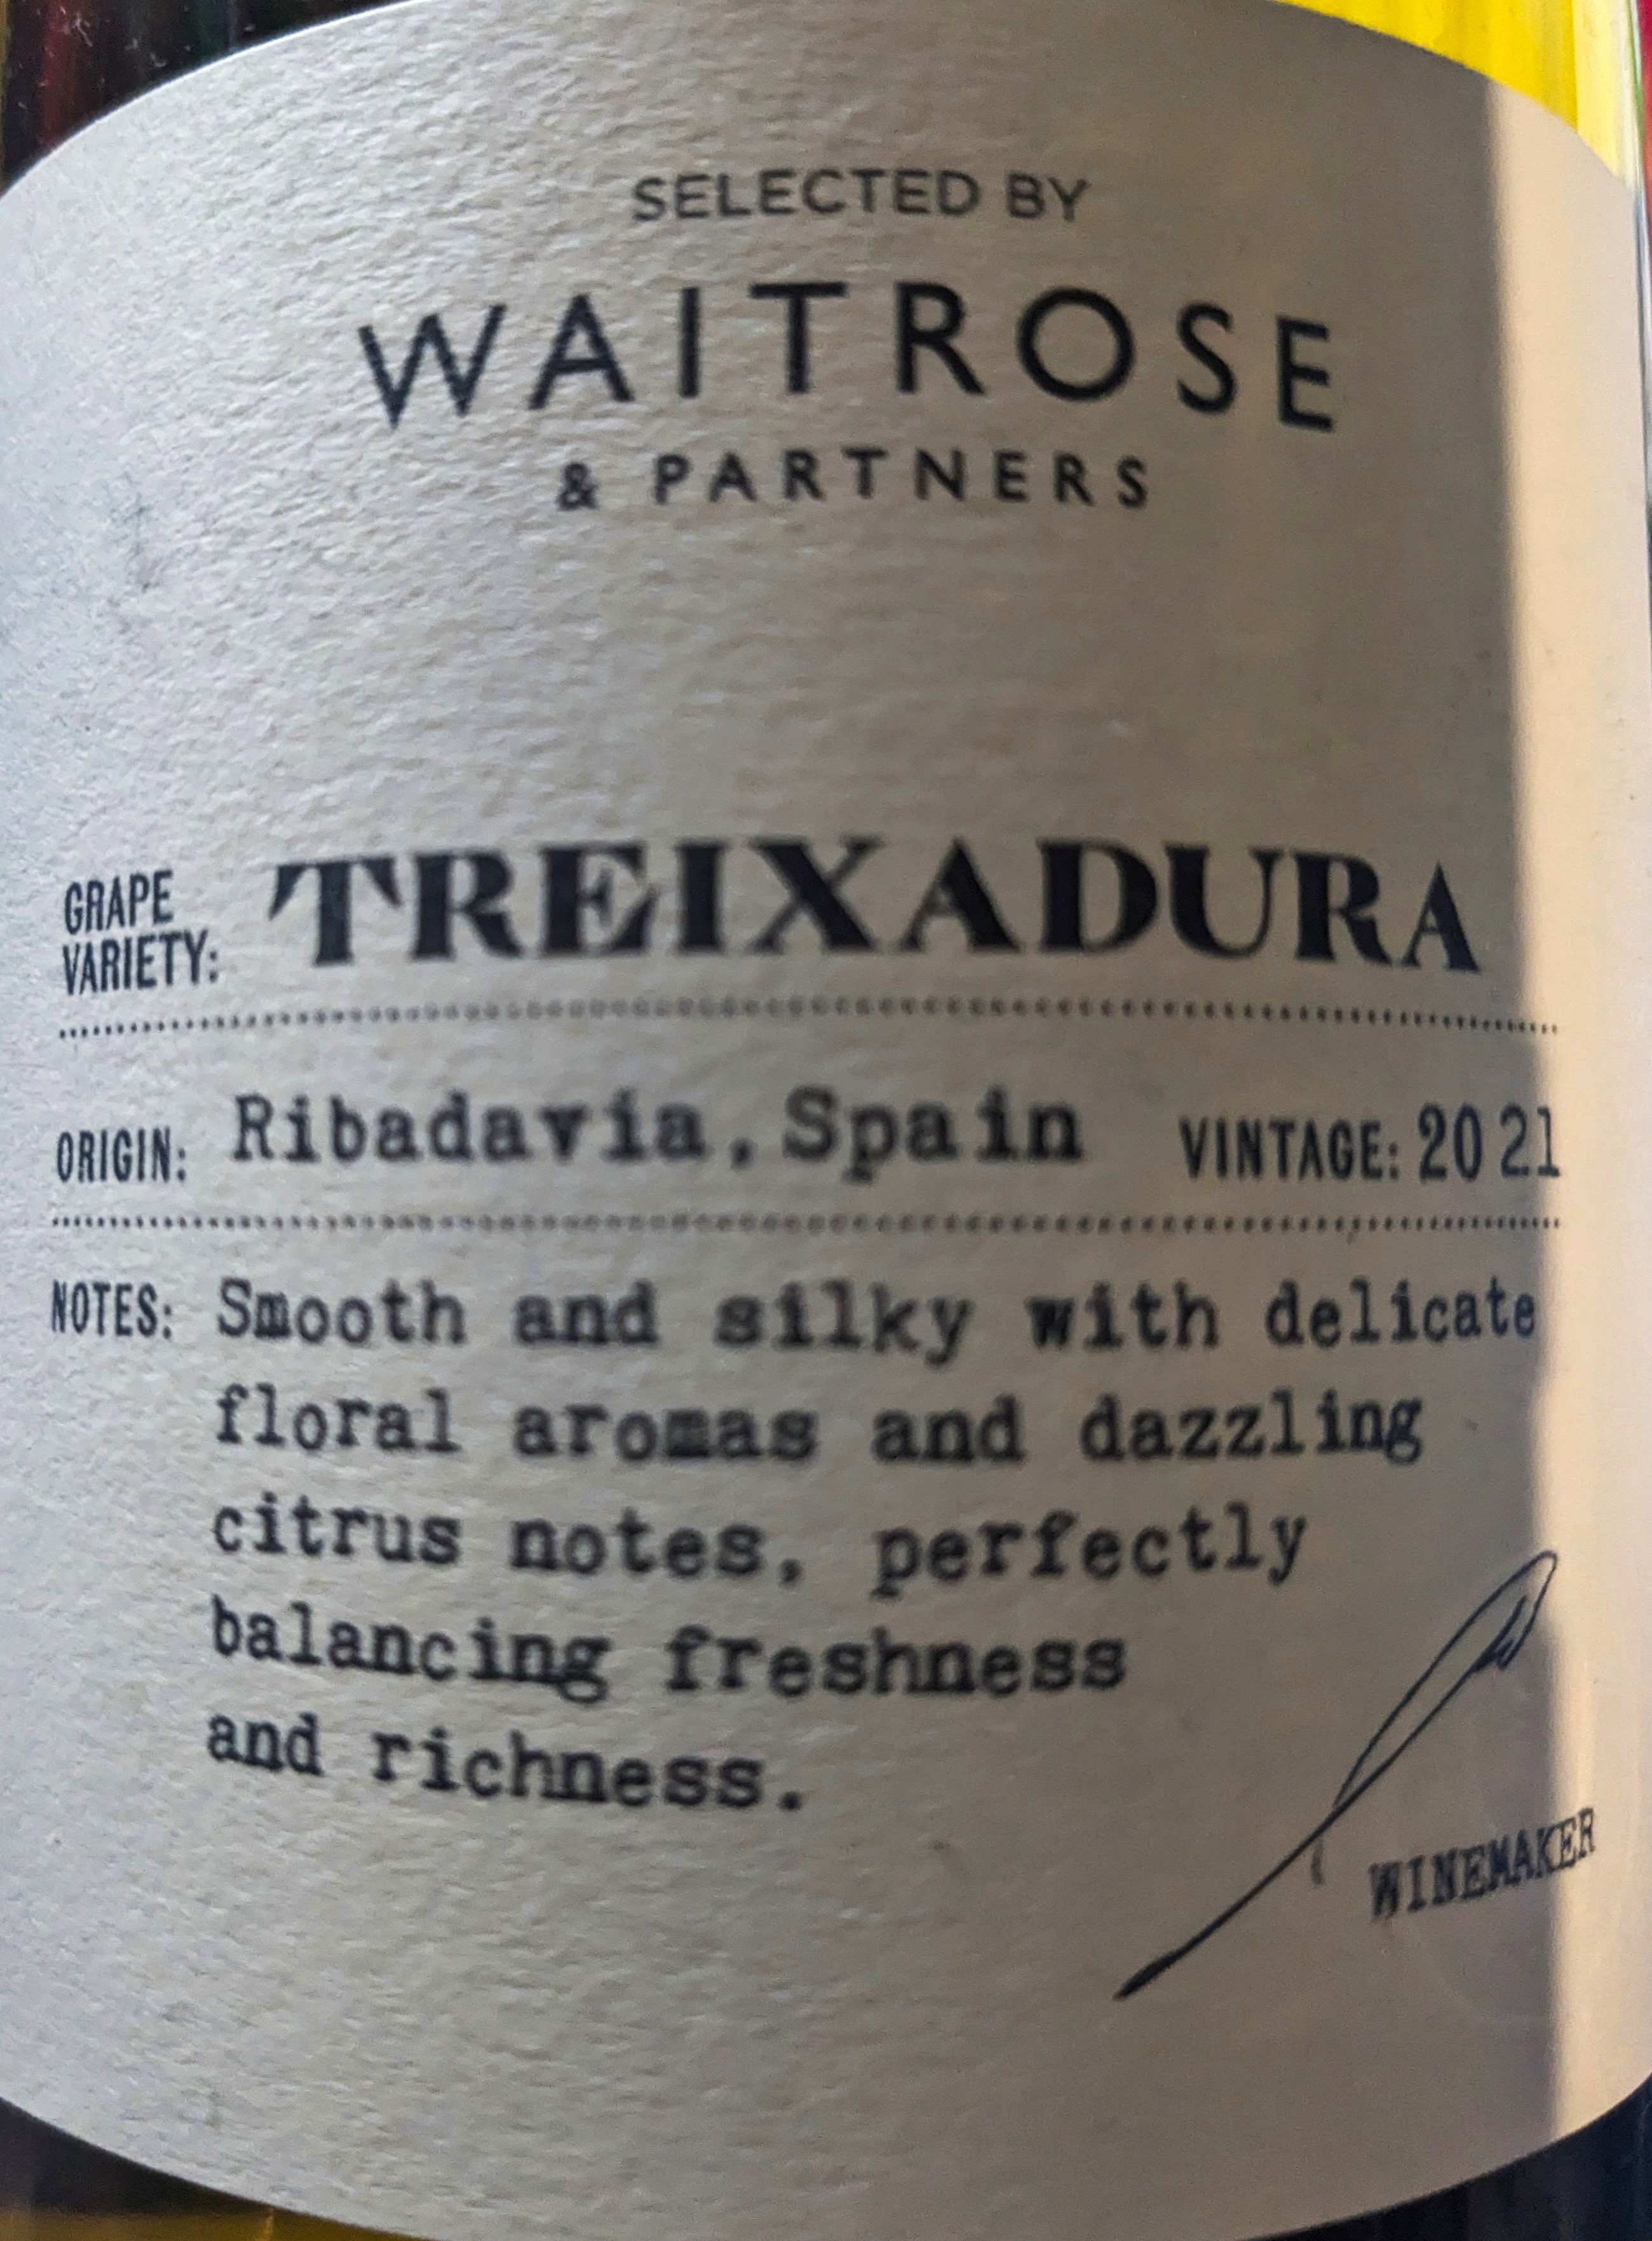 SELECTED BY
WAITROSE
& PARTNERS
GRAPE
VARIETY: TREIXADURA
ORIGIN: Ribadavia, Spain VINTAGE: 2021
NOTES: Smooth and silky with delicate
floral aromas and dazzling
citrus notes, perfectly
balancing freshness
and richness.
WINEMAKER